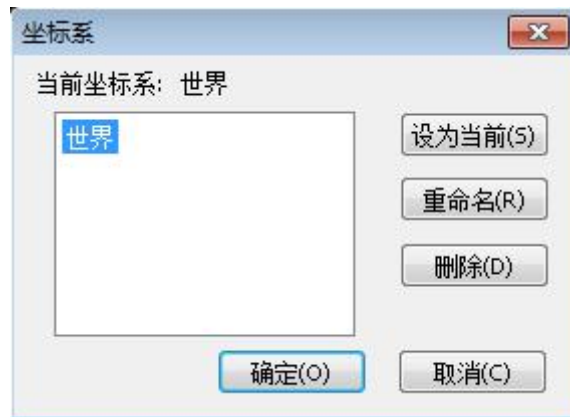 坐标系
当前坐标系: 世界
世界
设为当前(S)
重命名(R)
删除(D)
确定(O)
取消(C)